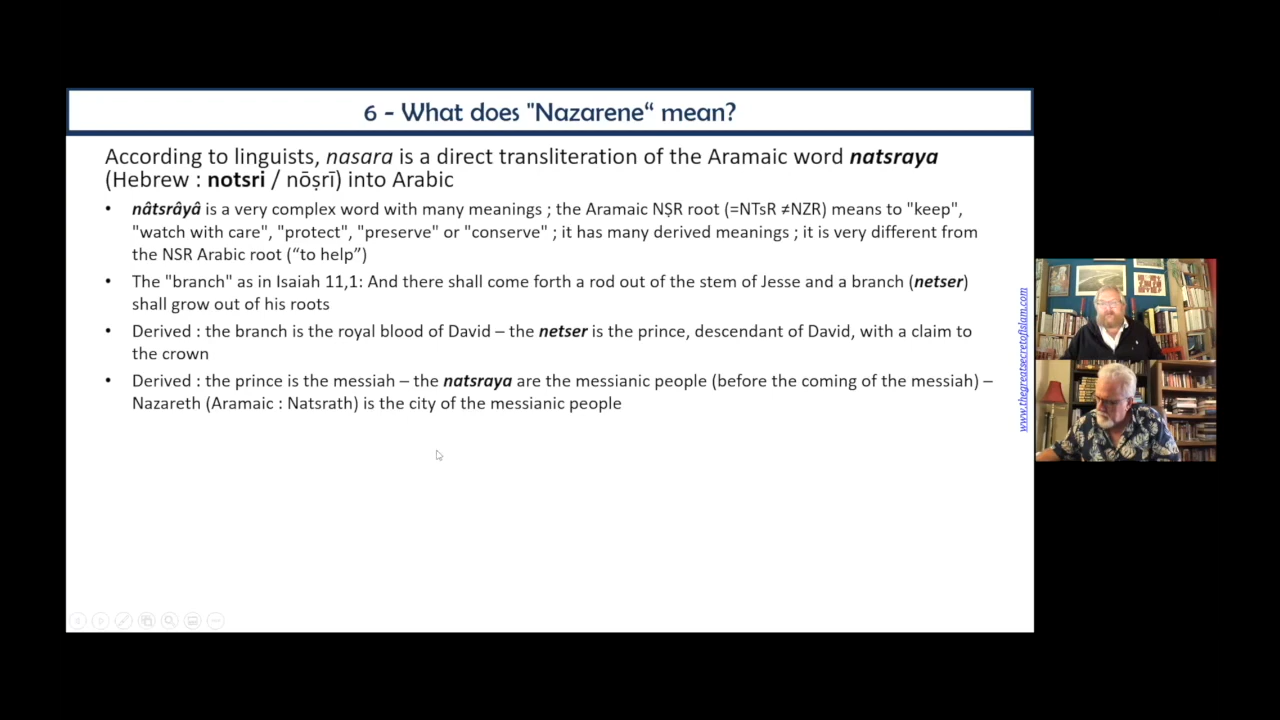 6 - What does "Nazarene“ mean?
According to linguists, nasara is a direct transliteration of the Aramaic word natsraya
(Hebrew : notsri / nōṣrī) into Arabic
• nâtsrâyâ is a very complex word with many meanings ; the Aramaic NṢR root (=NTsR ≠NZR) means to "keep",
"watch with care", "protect", "preserve" or "conserve" ; it has many derived meanings ; it is very different from
the NSR Arabic root (“to help”)
• The "branch" as in Isaiah 11,1: And there shall come forth a rod out of the stem of Jesse and a branch (netser)
shall grow out of his roots
• Derived : the branch is the royal blood of David – the netser is the prince, descendant of David, with a claim to
the crown
• Derived : the prince is the messiah – the natsraya are the messianic people (before the coming of the messiah) –
Nazareth (Aramaic : Natsrath) is the city of the messianic people
www.thegreatsecretofislam.com